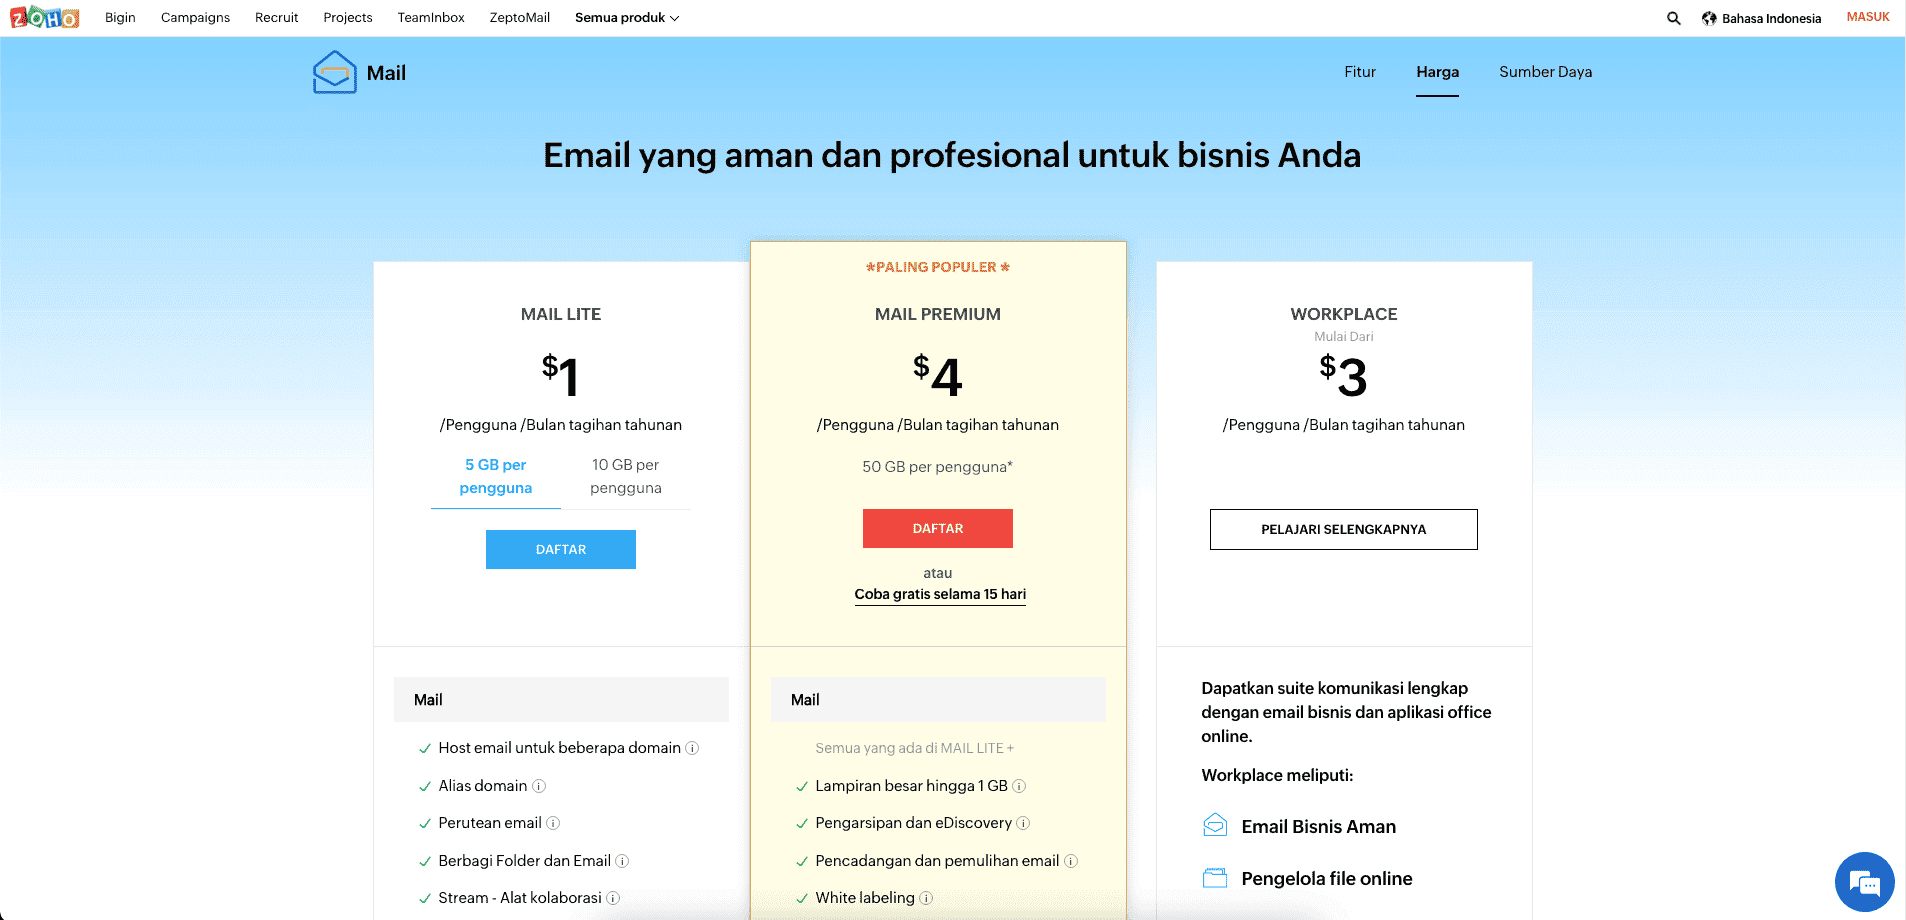 ZOHO Bigin Campaigns Recruit Projects TeamInbox ZeptoMail Semua produk Bahasa Indonesia MASUK
Mail Fitur Harga Sumber Daya
Email yang aman dan profesional untuk bisnis Anda
MAIL LITE
$1
/Pengguna /Bulan tagihan tahunan
5 GB per
pengguna
10 GB per
pengguna
DAFTAR
Mail
Host email untuk beberapa domain
Alias domain
Perutean email
Berbagi Folder dan Email
Stream - Alat kolaborasi
*PALING POPULER *
MAIL PREMIUM
$4
/Pengguna /Bulan tagihan tahunan
50 GB per pengguna*
DAFTAR
atau
Coba gratis selama 15 hari
Mail
Semua yang ada di MAIL LITE +
Lampiran besar hingga 1 GB
Pengarsipan dan eDiscovery
Pencadangan dan pemulihan email
White labeling
WORKPLACE
Mulai Dari
$3
/Pengguna /Bulan tagihan tahunan
PELAJARI SELENGKAPNYA
Dapatkan suite komunikasi lengkap
dengan email bisnis dan aplikasi office
online.
Workplace meliputi:
Email Bisnis Aman
Pengelola file online